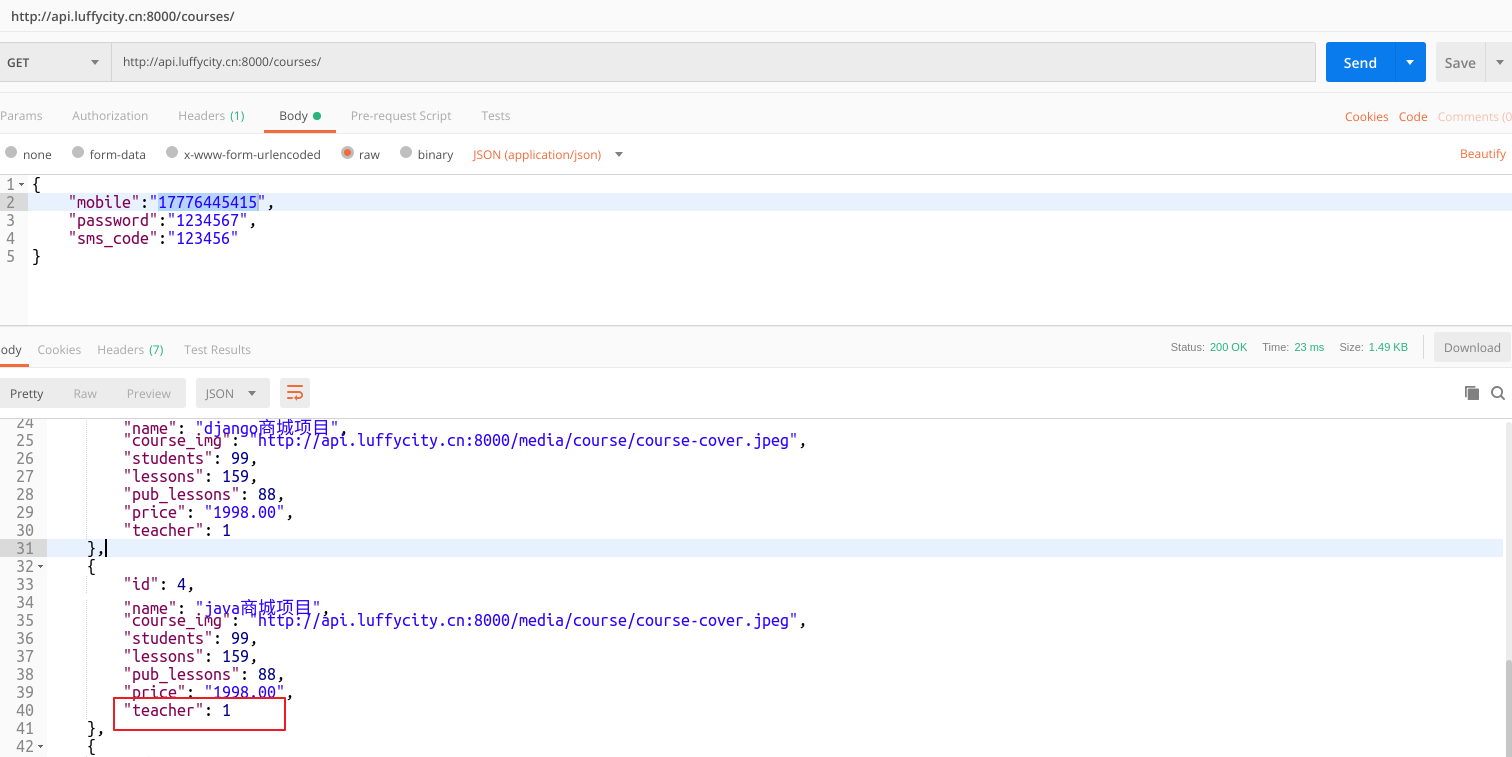 http://api.luffycity.cn:8000/courses/
GET http://api.luffycity.cn:8000/courses/ Send Save
Params Authorization Headers (1) Body Pre-request Script Tests Cookies Code Comments (0
none form-data x-www-form-urlencoded raw binary JSON (application/json) Beautify
1 {
2 "mobile":"17776445415",
3 "password":"1234567",
4 "sms_code":"123456"
5 }
ody Cookies Headers (7) Test Results Status: 200 OK Time: 23 ms Size: 1.49 KB Download
Pretty Raw Preview JSON
24 "name": "django商城项目",
25 "course_img": "http://api.luffycity.cn:8000/media/course/course-cover.jpeg",
26 "students": 99,
27 "lessons": 159,
28 "pub_lessons": 88,
29 "price": "1998.00",
30 "teacher": 1
31 },
32 {
33 "id": 4,
34 "name": "java商城项目",
35 "course_img": "http://api.luffycity.cn:8000/media/course/course-cover.jpeg",
36 "students": 99,
37 "lessons": 159,
38 "pub_lessons": 88,
39 "price": "1998.00",
40 "teacher": 1
41 },
42 {